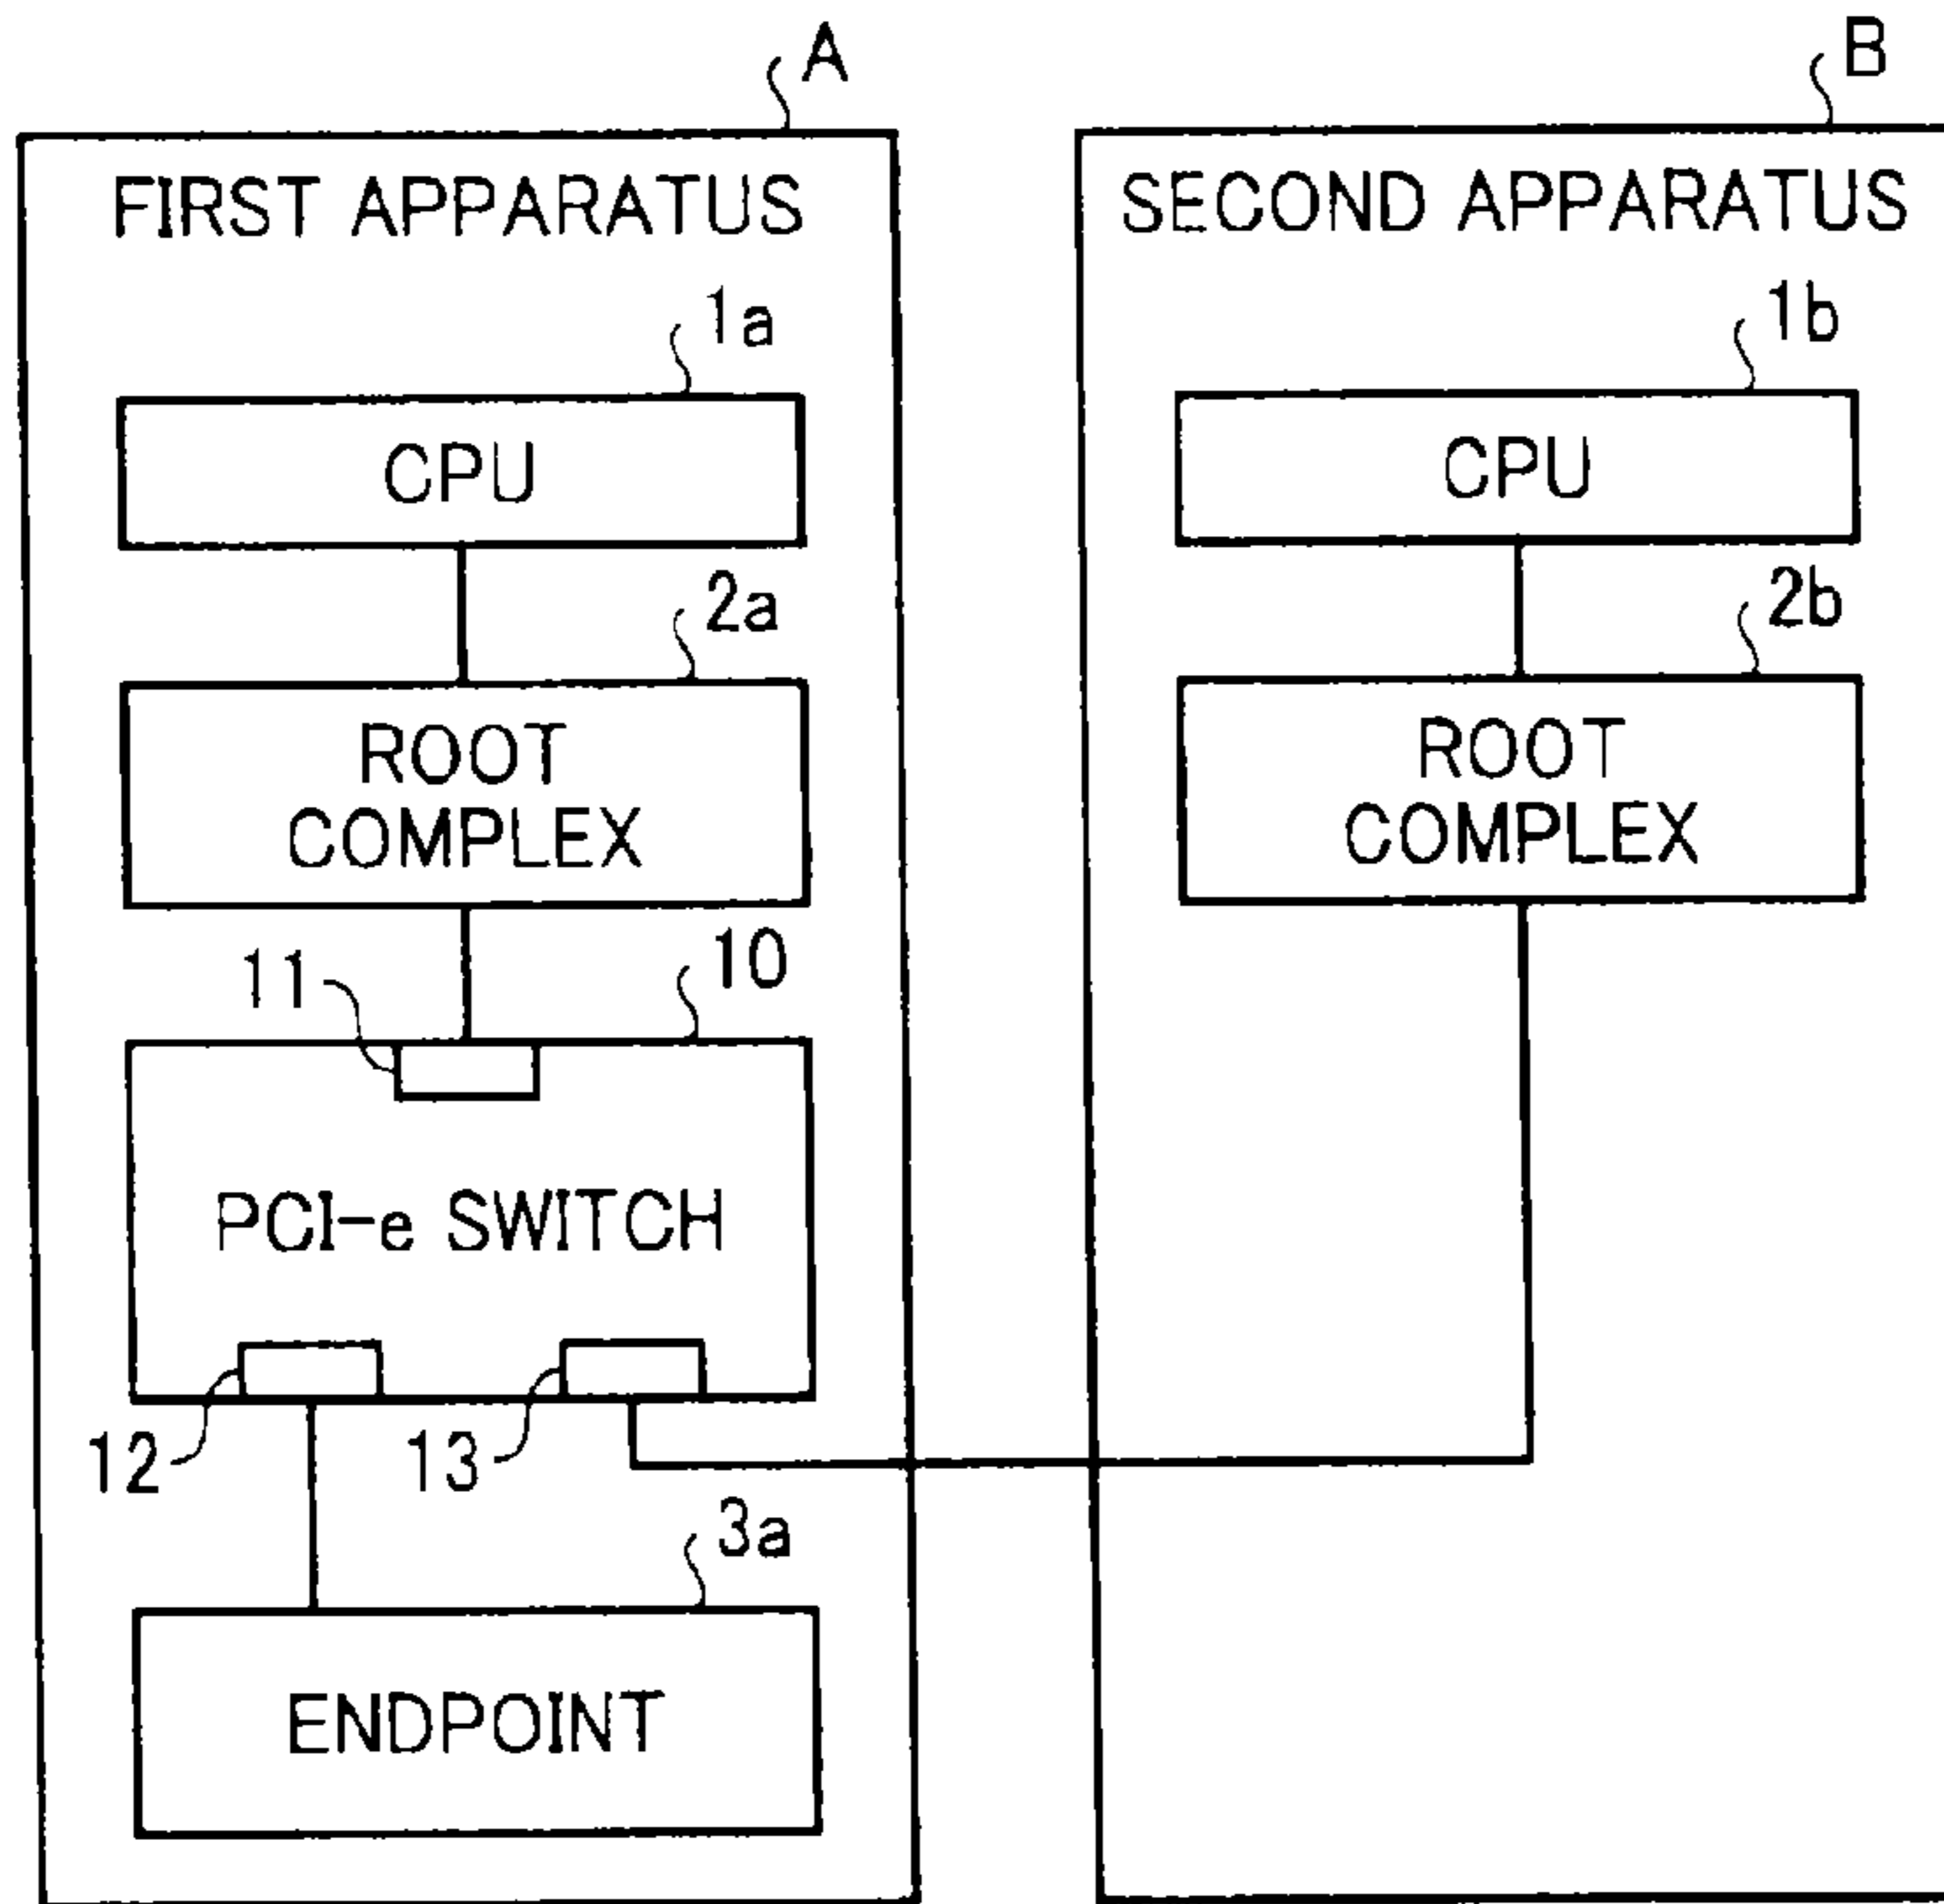 A
B
FIRST APPARATUS
SECOND APPARATUS
1a
1b
CPU
CPU
2a
2b
ROOT
COMPLEX
ROOT
COMPLEX
11
10
PCI-e SWITCH
12
13
3a
ENDPOINT